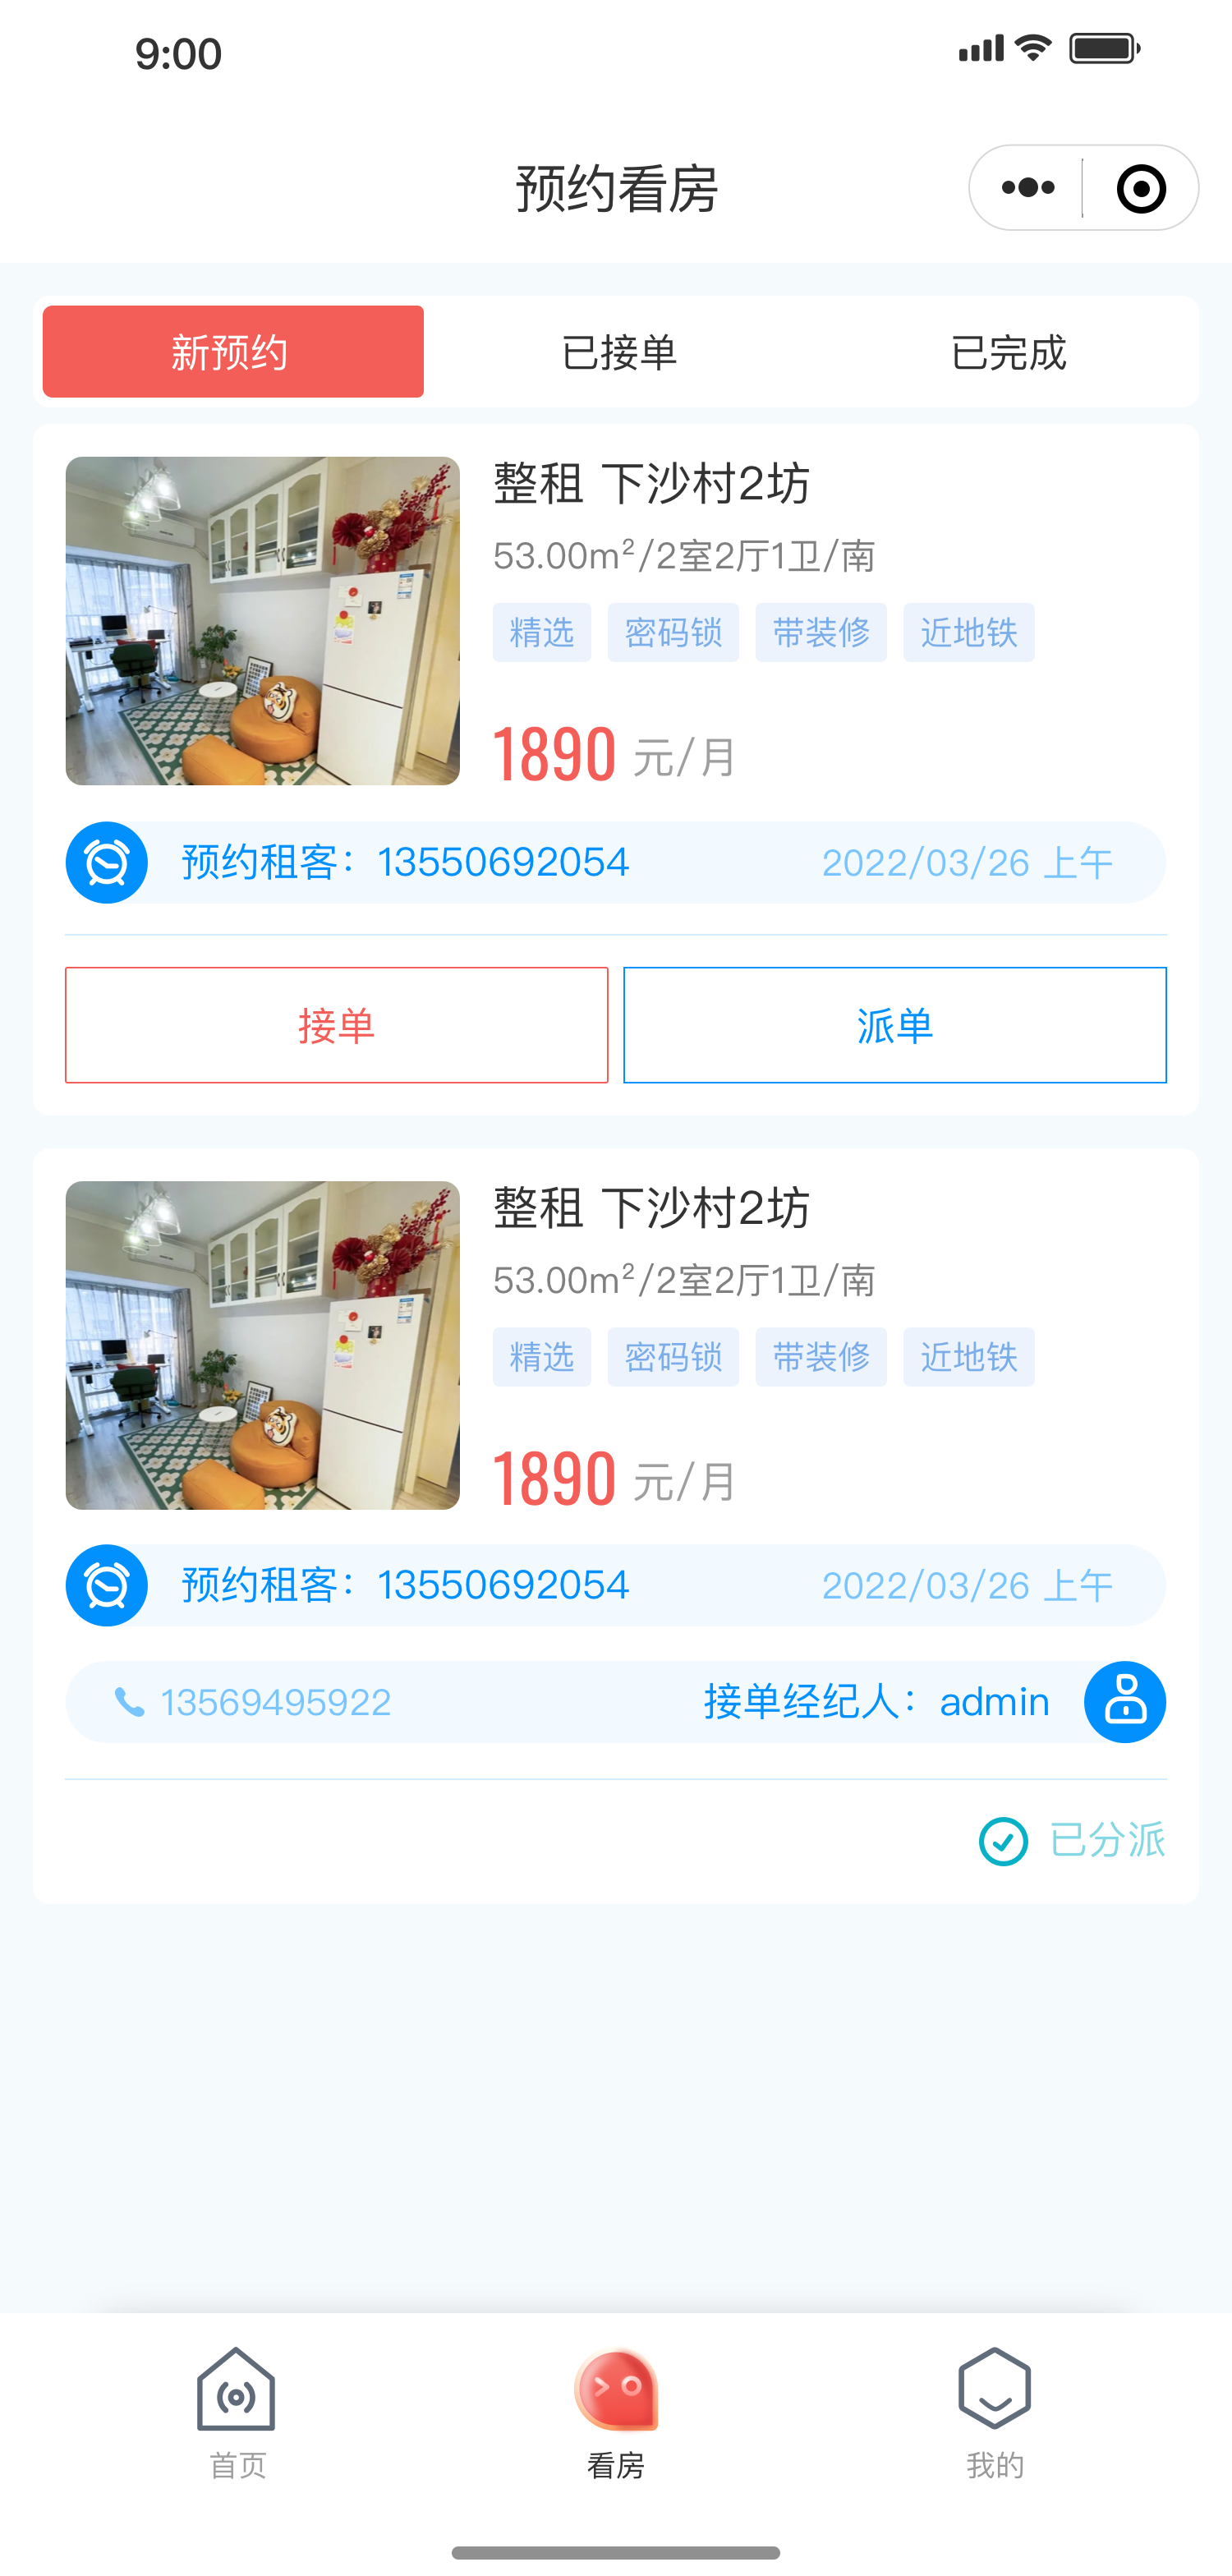 9:00
预约看房
新预约
已接单
已完成
整租 下沙村2坊
53.00m²/2室2厅1卫/南
精选 密码锁 带装修 近地铁
1890 元/月
预约租客：13550692054
2022/03/26 上午
接单
派单
整租 下沙村2坊
53.00m²/2室2厅1卫/南
精选 密码锁 带装修 近地铁
1890 元/月
预约租客：13550692054
2022/03/26 上午
13569495922
接单经纪人：admin
已分派
首页
看房
我的